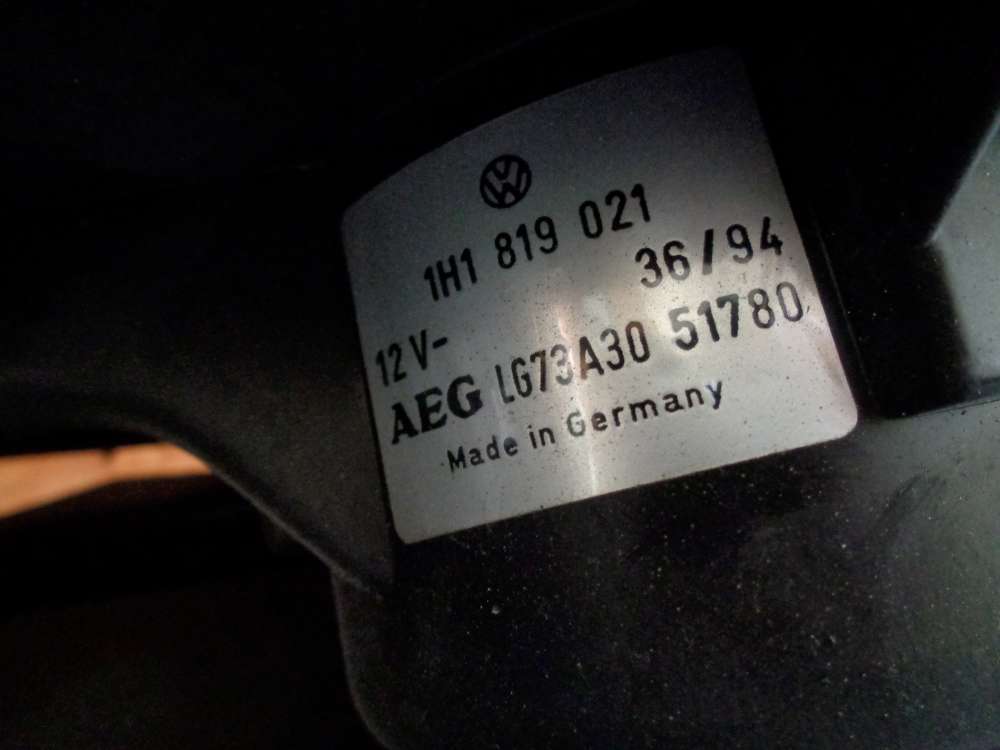 1H1 819 021
36/94
12V-
AEG LG73A30 51780
Made in Germany